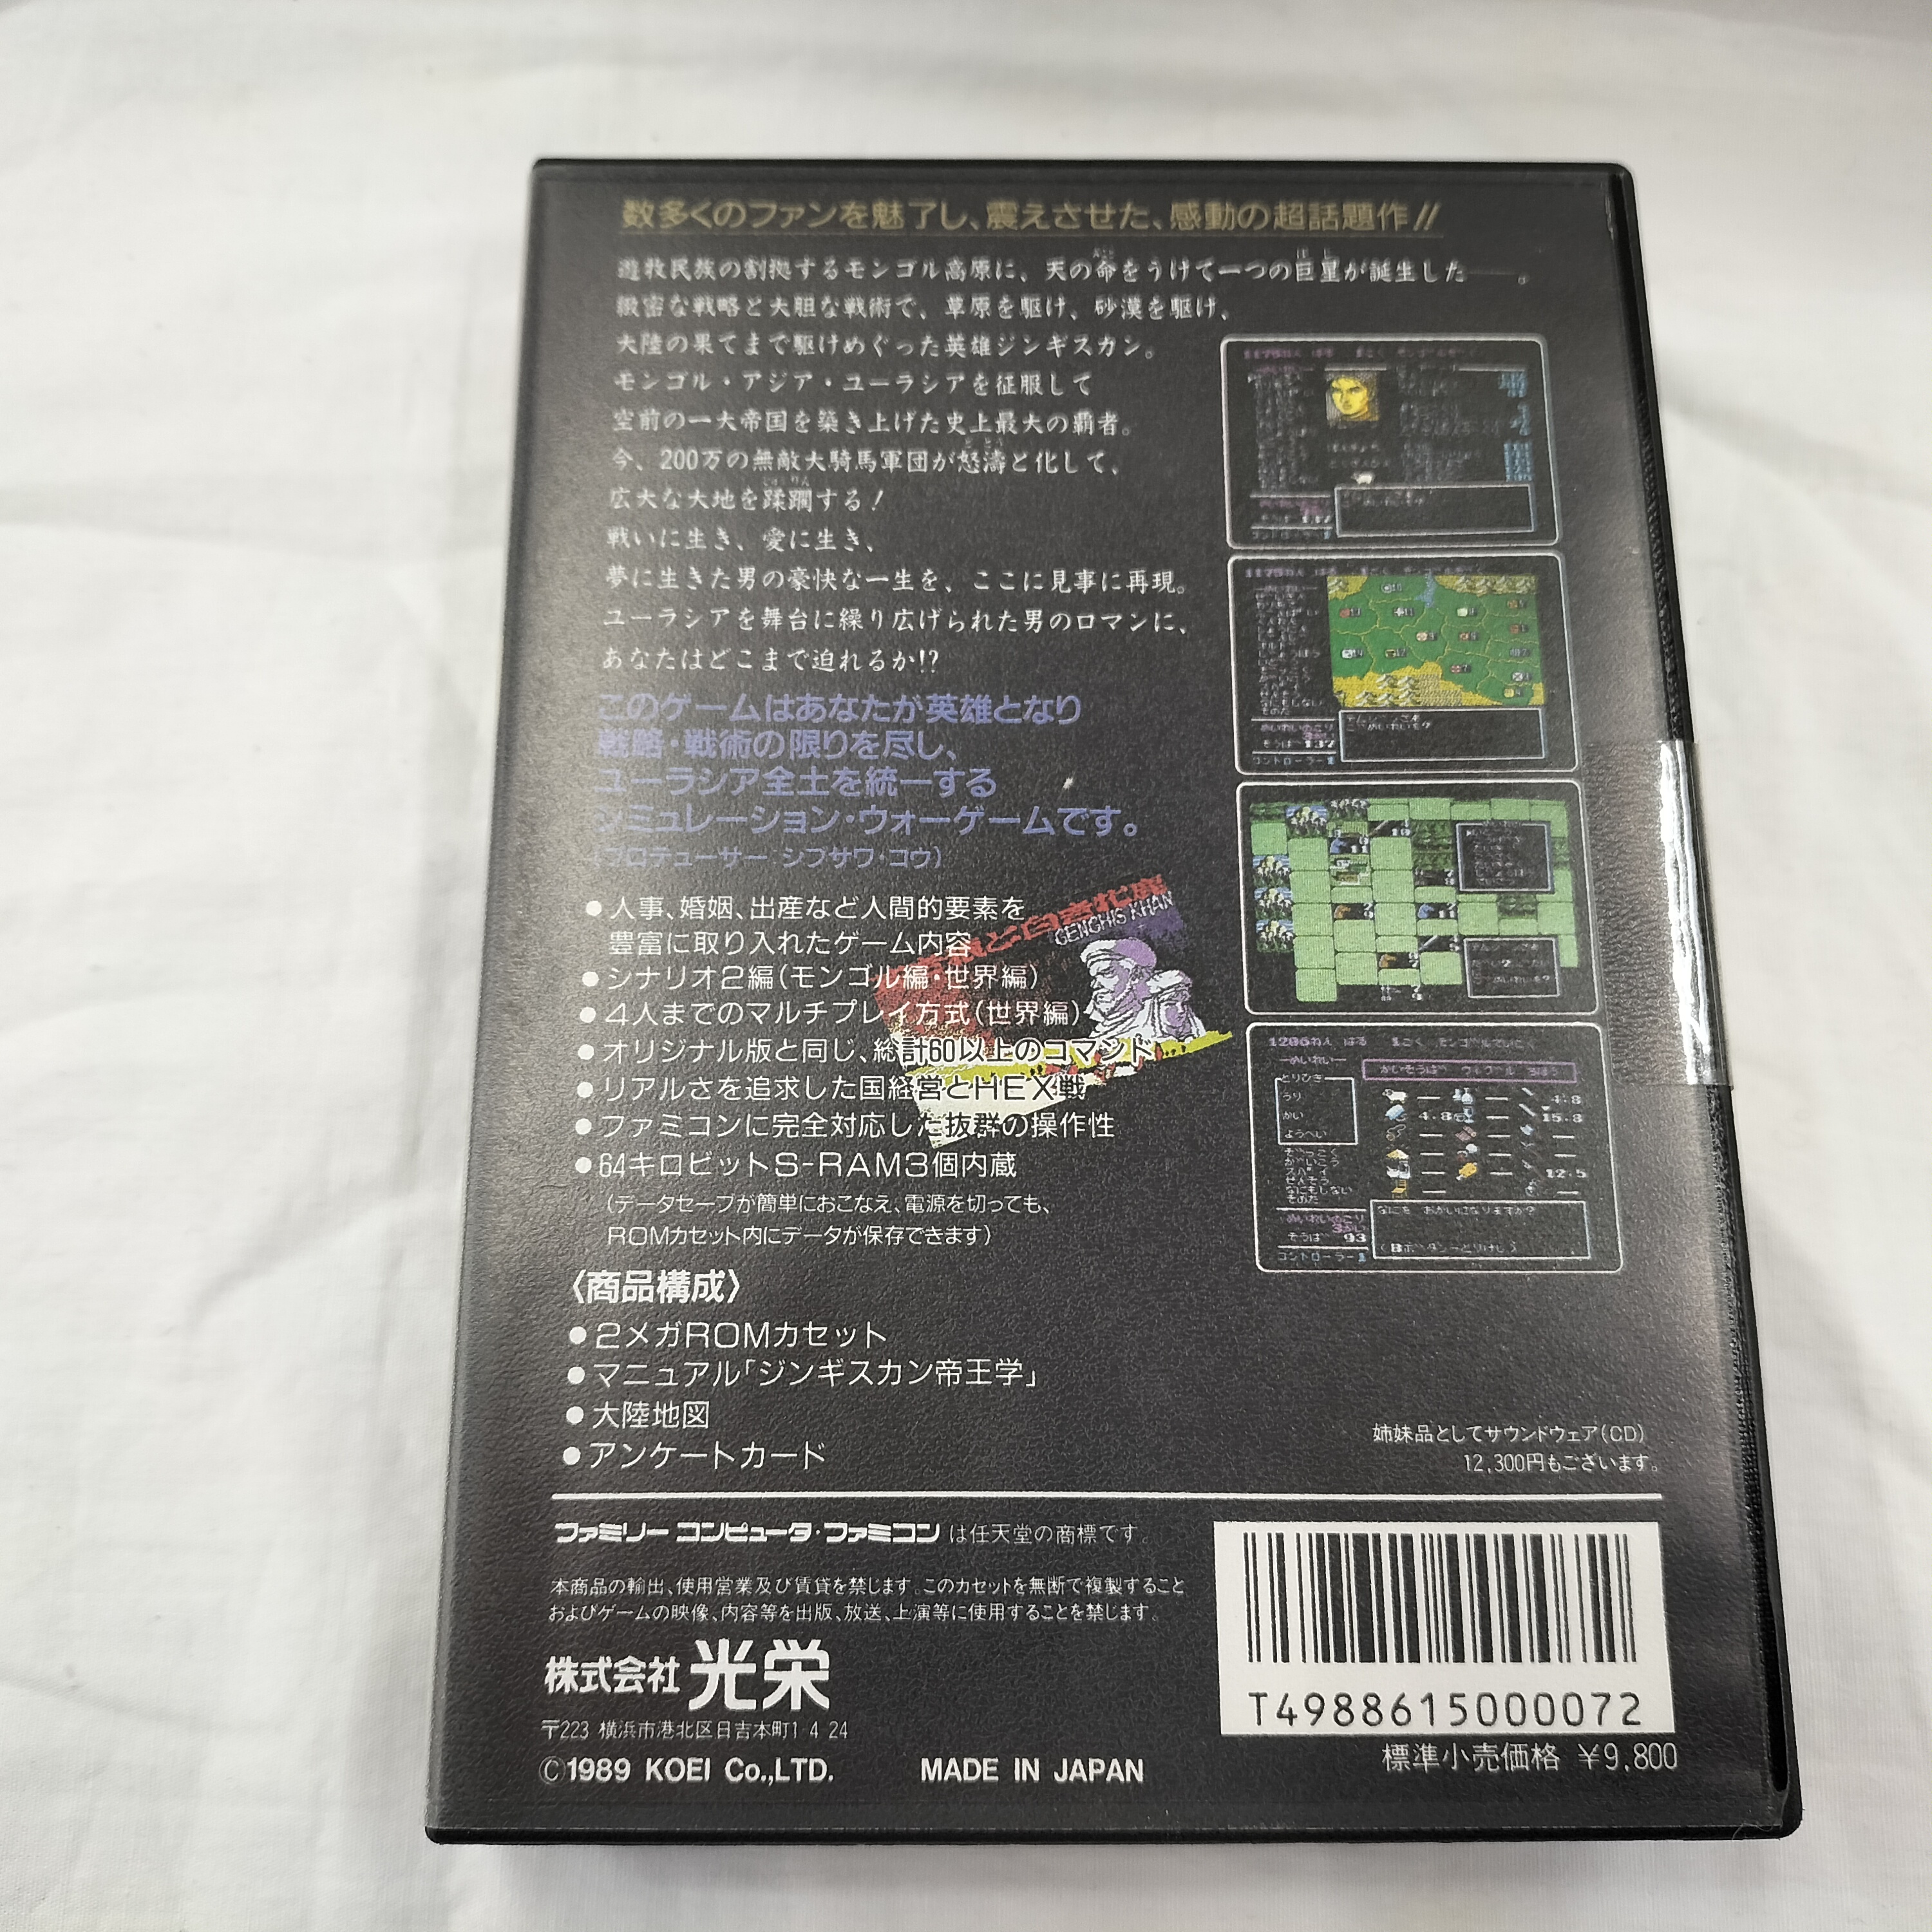 数多くのファンを魅了し、震えさせた、感動の超話題作!!
遊牧民族の割拠するモンゴル高原に、天の命をうけて一つの巨星が誕生した――。
緻密な戦略と大胆な戦術で、草原を駆け、砂漠を駆け、
大陸の果てまで駆けめぐった英雄ジンギスカン。
モンゴル・アジア・ユーラシアを征服して
空前の一大帝国を築き上げた史上最大の覇者。
今、200万の無敵大騎馬軍団が怒濤と化して、
広大な大地を蹂躙する!
戦いに生き、愛に生き、
夢に生きた男の豪快な一生を、ここに見事に再現。
ユーラシアを舞台に繰り広げられた男のロマンに、
あなたはどこまで迫れるか!?
このゲームはあなたが英雄となり
戦略・戦術の限りを尽し、
ユーラシア全土を統一する
シミュレーション・ウォーゲームです。
(プロデューサー シブサワ・コウ)
●人事、婚姻、出産など人間的要素を
豊富に取り入れたゲーム内容
●シナリオ2編(モンゴル編・世界編)
●4人までのマルチプレイ方式(世界編)
●オリジナル版と同じ、総計60以上のコマンド
●リアルさを追求した国経営とHEX戦
●ファミコンに完全対応した抜群の操作性
●64キロビットS-RAM3個内蔵
(データセーブが簡単におこなえ、電源を切っても、
ROMカセット内にデータが保存できます)
GENGHIS KHAN
〈商品構成〉
●2メガROMカセット
●マニュアル「ジンギスカン帝王学」
●大陸地図
●アンケートカード
姉妹品としてサウンドウェア(CD)
12,300円もございます。
ファミリーコンピュータ・ファミコンは任天堂の商標です。
本商品の輸出、使用営業及び賃貸を禁じます。このカセットを無断で複製すること
およびゲームの映像、内容等を出版、放送、上演等に使用することを禁じます。
株式会社光栄
〒223 横浜市港北区日吉本町1 4 24
©1989 KOEI Co.,LTD. MADE IN JAPAN
T4988615000072
標準小売価格 ¥9,800